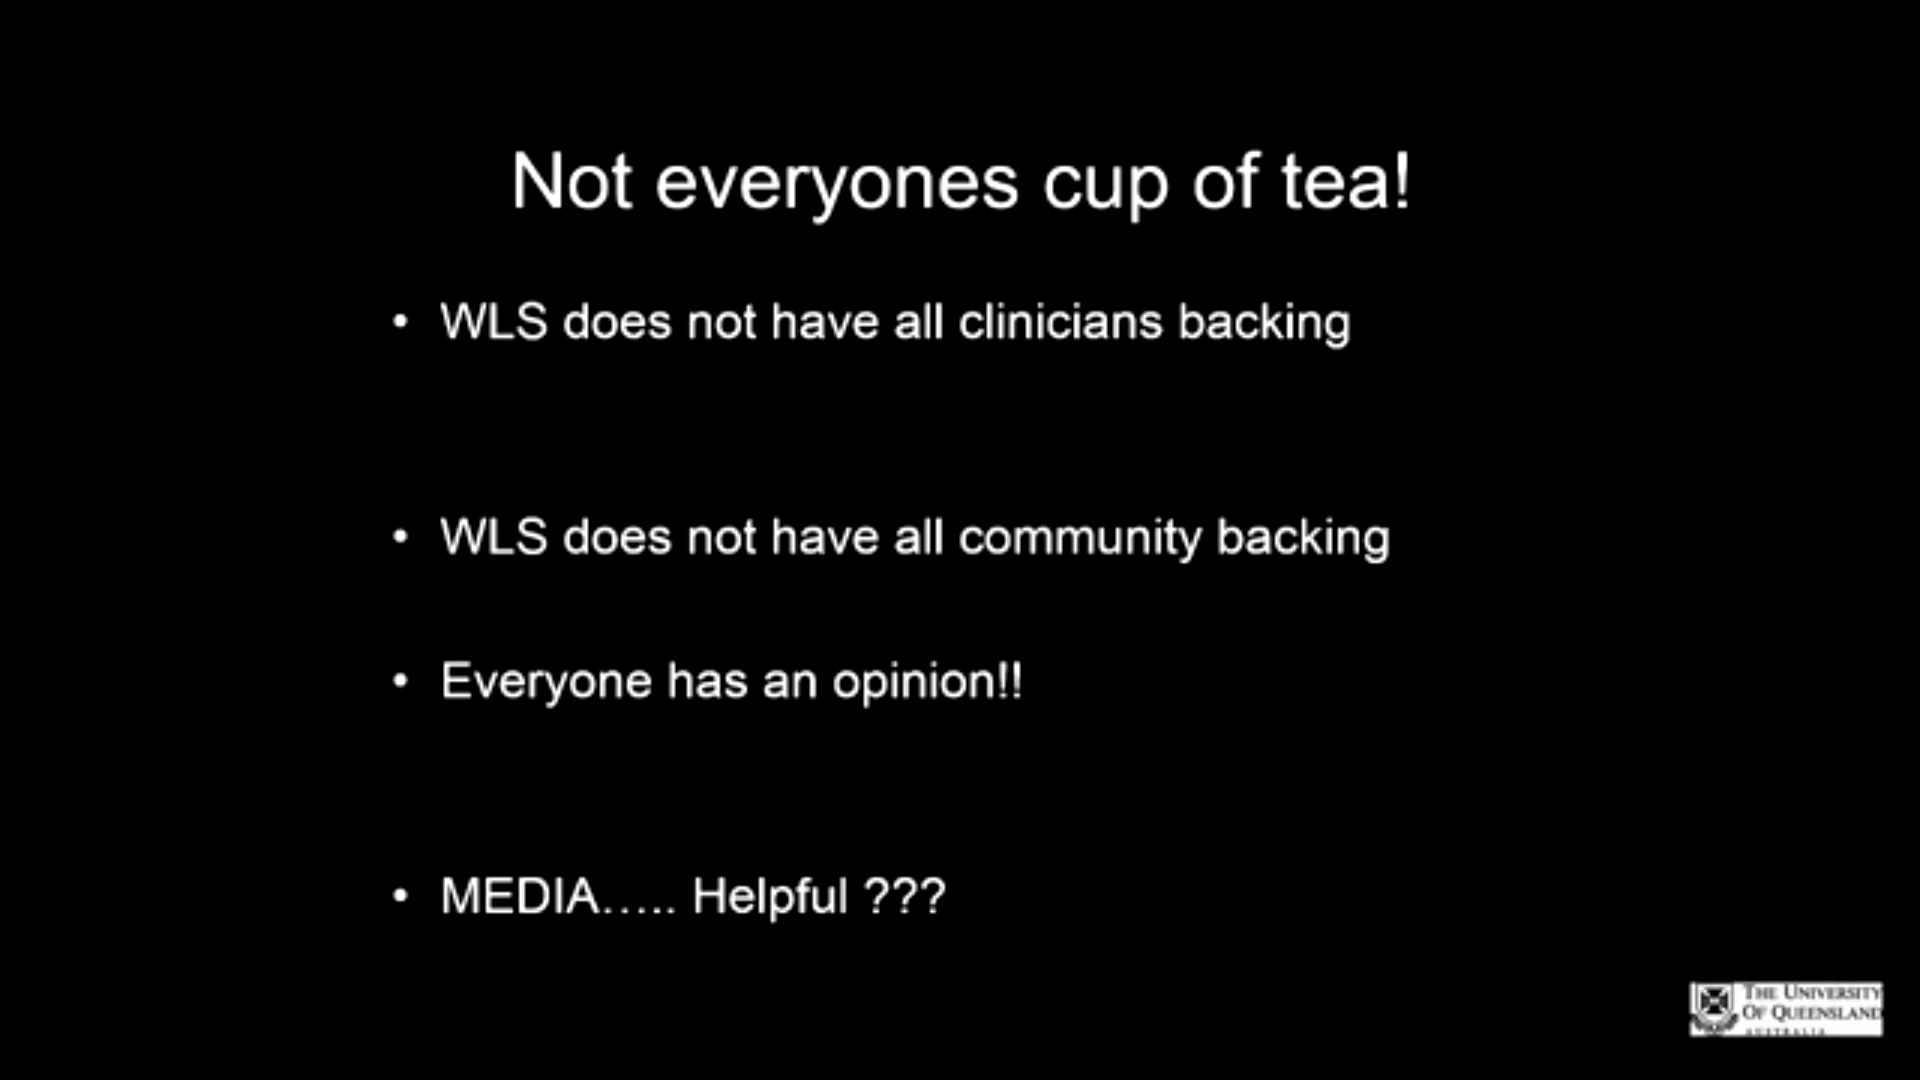 Not everyones cup of tea!
• WLS does not have all clinicians backing
• WLS does not have all community backing
• Everyone has an opinion!!
• MEDIA..... Helpful ???
THE UNIVERSITY
OF QUEENSLAND
AUSTRALIA